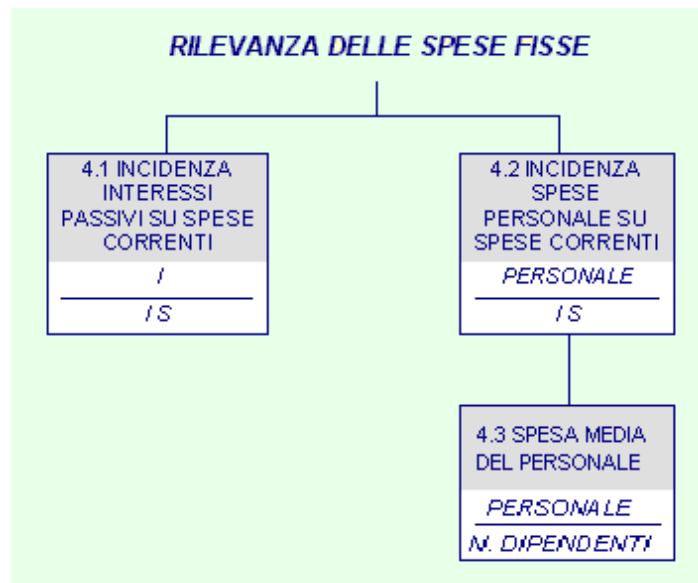 RILEVANZA DELLE SPESE FISSE
4.1 INCIDENZA
INTERESSI
PASSIVI SU SPESE
CORRENTI
I
I S
4.2 INCIDENZA
SPESE
PERSONALE SU
SPESE CORRENTI
PERSONALE
I S
4.3 SPESA MEDIA
DEL PERSONALE
PERSONALE
N. DIPENDENTI